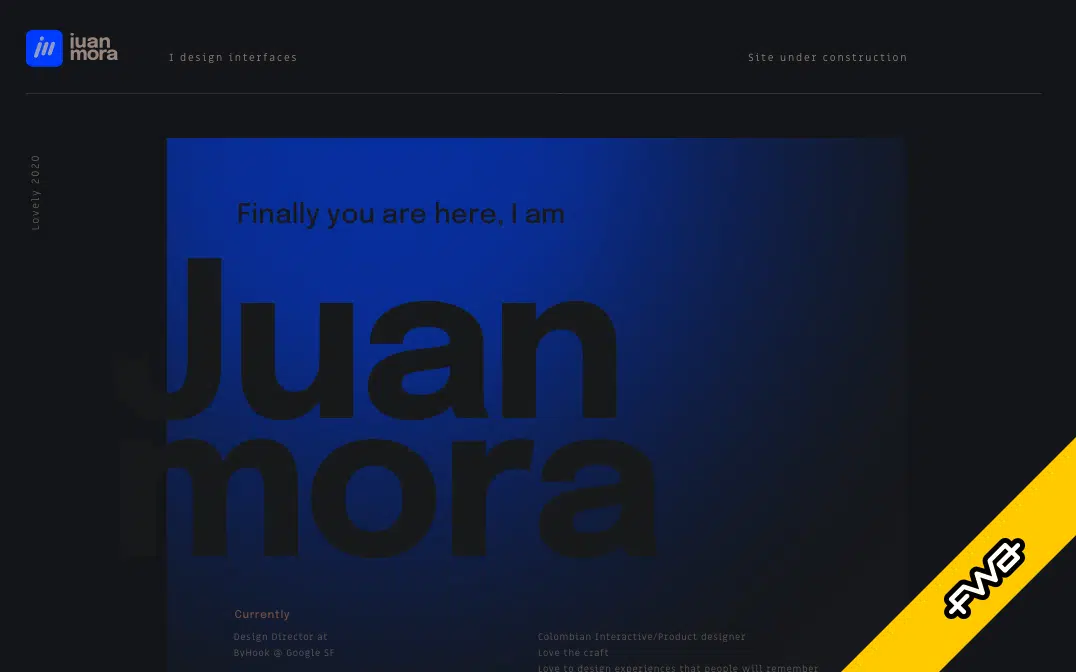 juan
mora
I design interfaces
Site under construction
Lovely 2020
Finally you are here, I am
Juan
mora
Currently
Design Director at
ByHook @ Google SF
Colombian Interactive/Product designer
Love the craft
Love to design experiences that people will remember
fwa